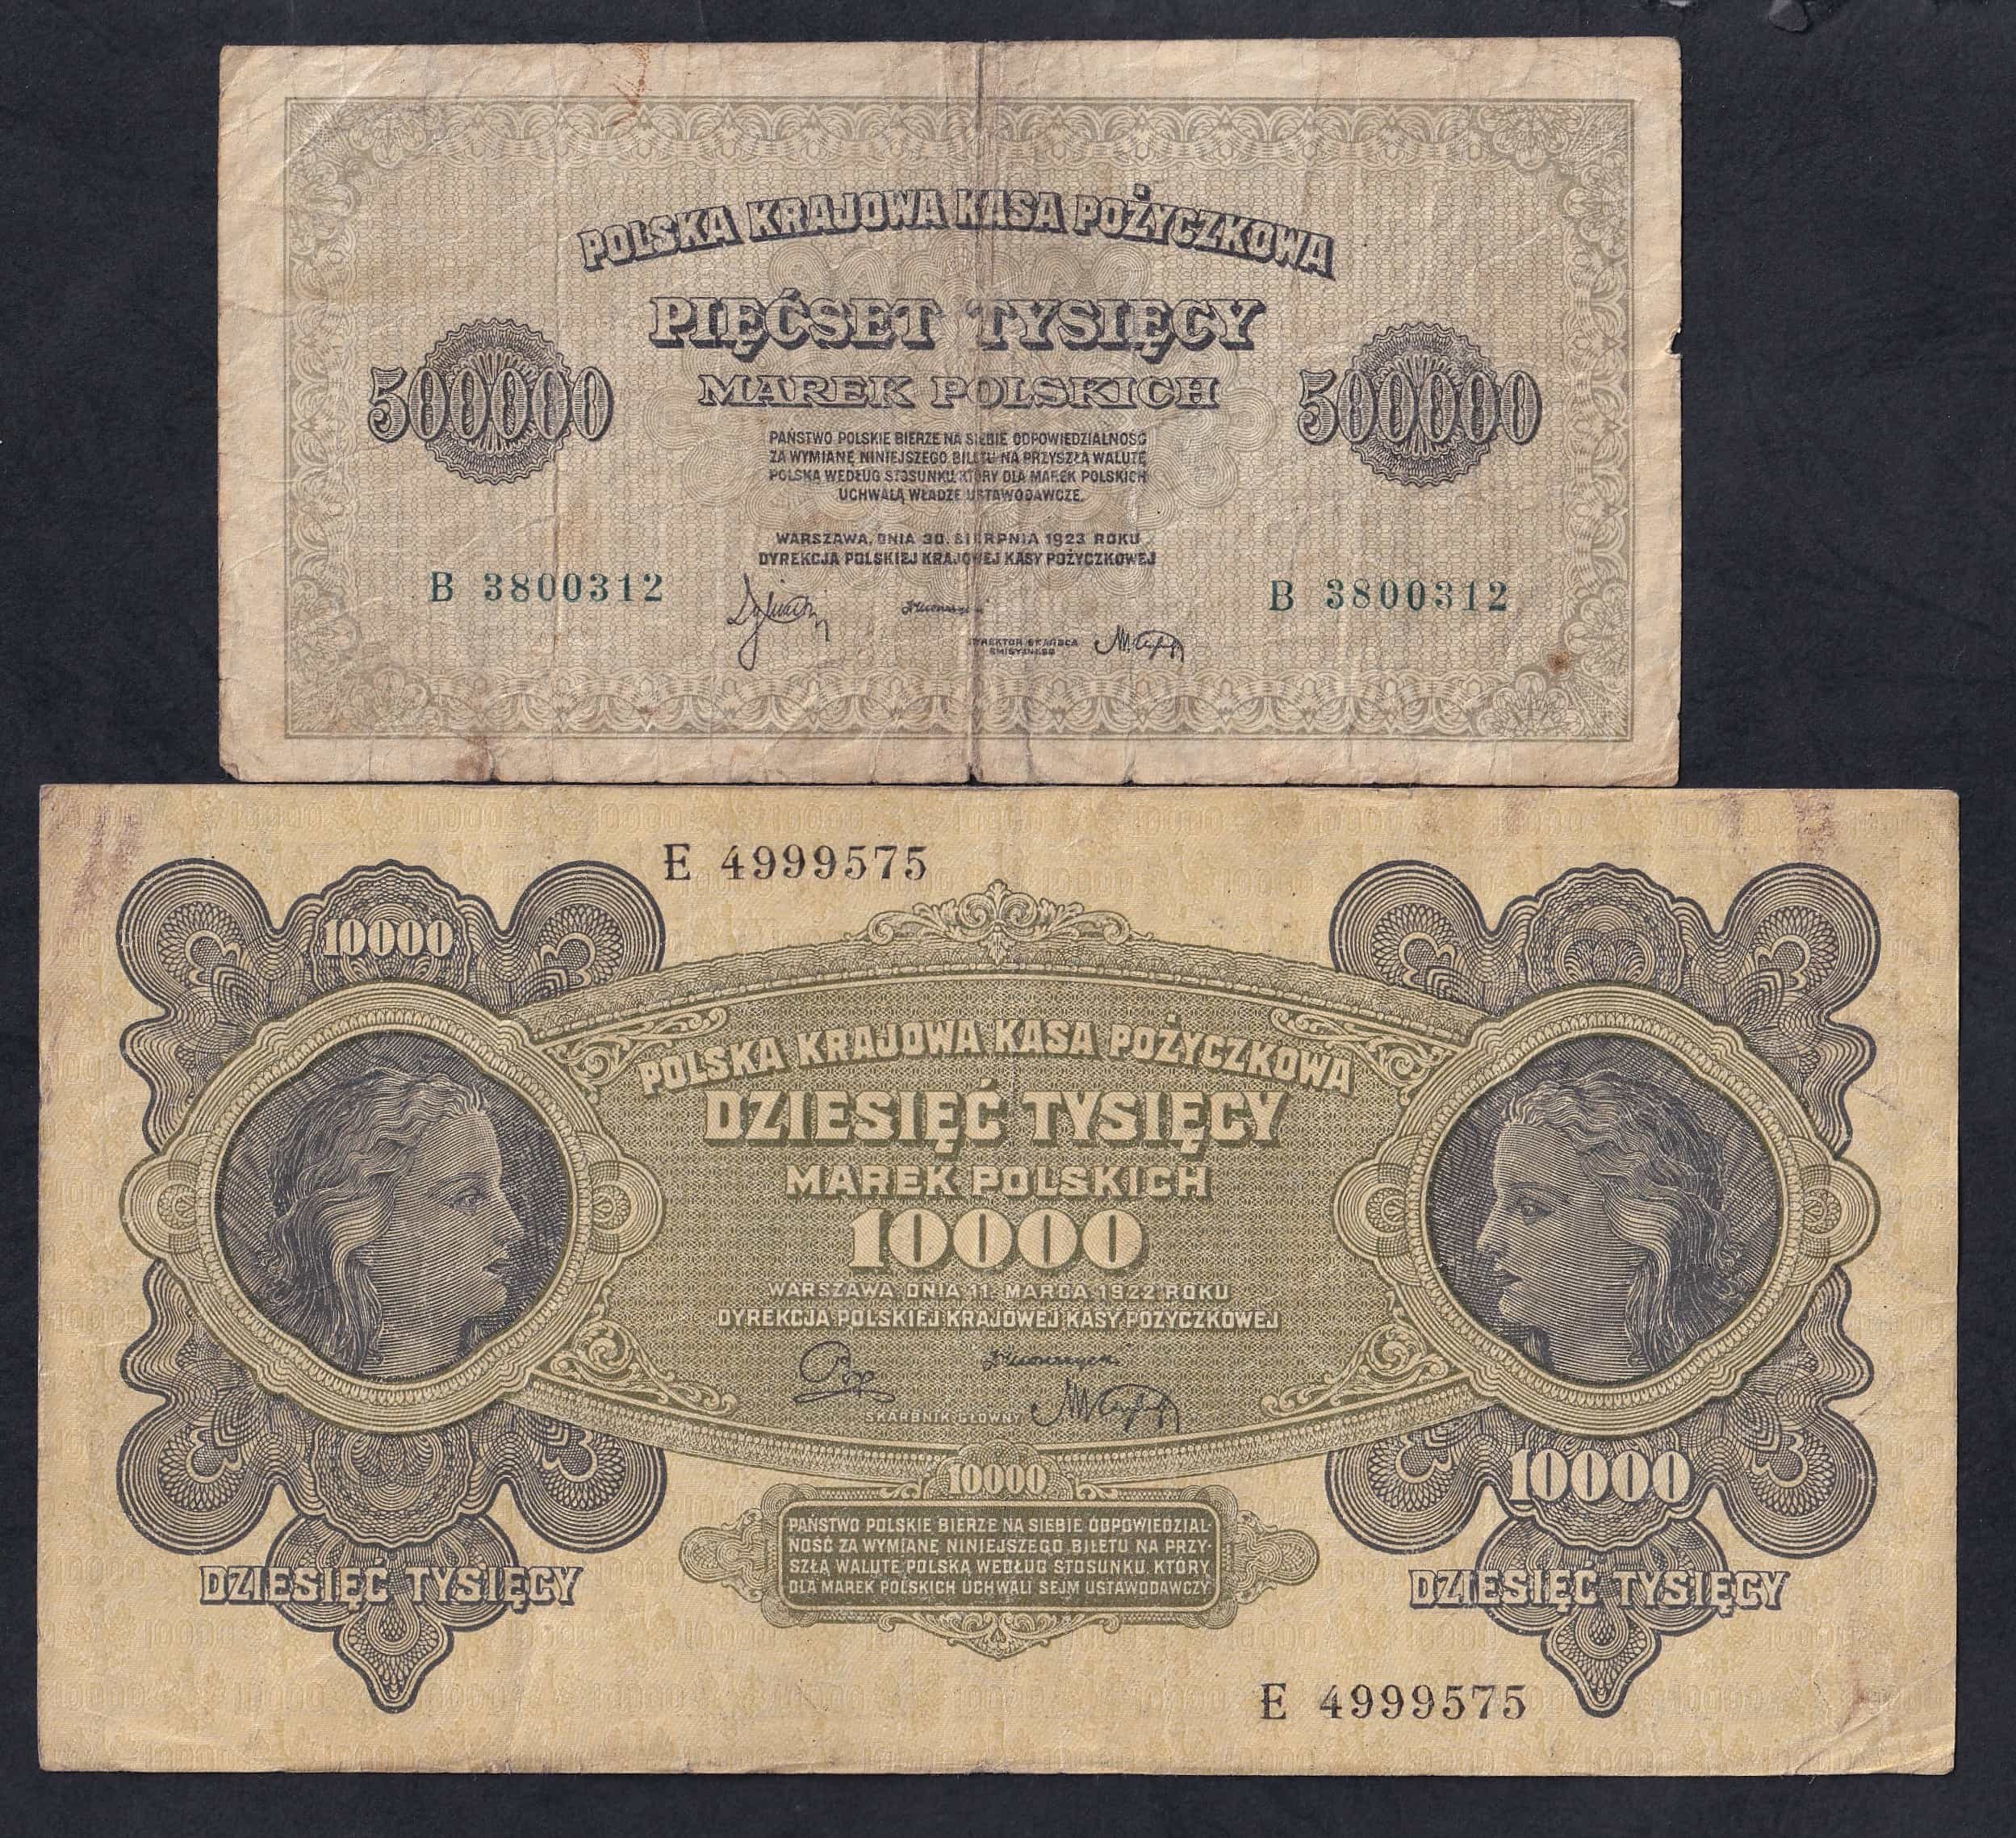 POLSKA KRAJOWA KASA POŻYCZKOWA
PIĘĆSET TYSIĘCY
MAREK POLSKICH
500000
500000
PAŃSTWO POLSKIE BIERZE NA SIEBIE ODPOWIEDZIALNOŚĆ
ZA WYMIANĘ NINIEJSZEGO BILETU NA PRZYSZŁĄ WALUTĘ
POLSKĄ WEDŁUG STOSUNKU, KTÓRY DLA MAREK POLSKICH
UCHWALĄ WŁADZE USTAWODAWCZE.
WARSZAWA, DNIA 30. SIERPNIA 1923 ROKU
DYREKCJA POLSKIEJ KRAJOWEJ KASY POŻYCZKOWEJ
B 3800312
B 3800312
DYREKTOR SKARBCA
EMISYJNEGO
E 4999575
10000
POLSKA KRAJOWA KASA POŻYCZKOWA
DZIESIĘĆ TYSIĘCY
MAREK POLSKICH
10000
WARSZAWA, DNIA 11. MARCA 1922 ROKU
DYREKCJA POLSKIEJ KRAJOWEJ KASY POŻYCZKOWEJ
SKARBNIK GŁÓWNY
10000
10000
PAŃSTWO POLSKIE BIERZE NA SIEBIE ODPOWIEDZIAL-
NOŚĆ ZA WYMIANĘ NINIEJSZEGO BILETU NA PRZY-
SZŁĄ WALUTĘ POLSKĄ WEDŁUG STOSUNKU, KTÓRY
DLA MAREK POLSKICH UCHWALI SEJM USTAWODAWCZY
DZIESIĘĆ TYSIĘCY
DZIESIĘĆ TYSIĘCY
E 4999575